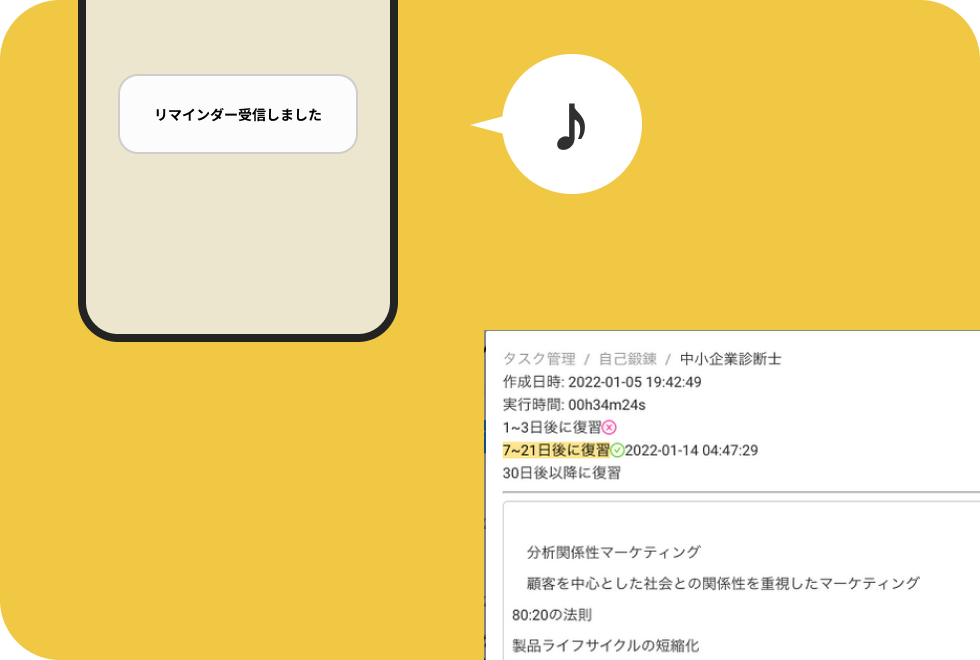 リマインダー受信しました
タスク管理 / 自己鍛錬 / 中小企業診断士
作成日時: 2022-01-05 19:42:49
実行時間: 00h34m24s
1~3日後に復習
7~21日後に復習2022-01-14 04:47:29
30日後以降に復習
分析関係性マーケティング
顧客を中心とした社会との関係性を重視したマーケティング
80:20の法則
製品ライフサイクルの短縮化